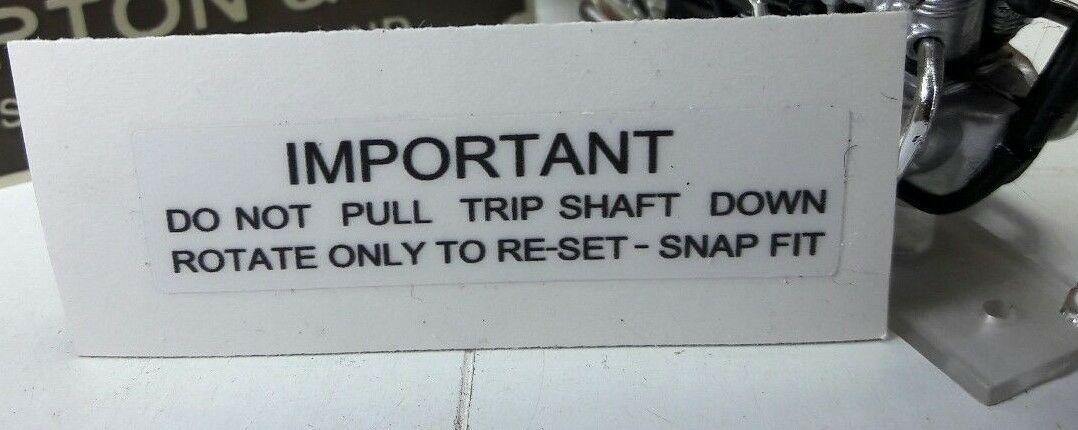 IMPORTANT
DO NOT PULL TRIP SHAFT DOWN
ROTATE ONLY TO RE-SET - SNAP FIT